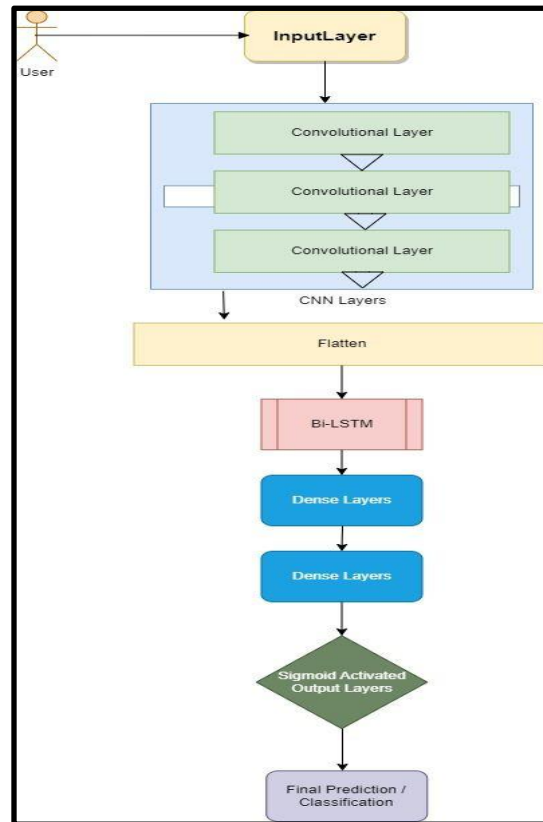 InputLayer
User
Convolutional Layer
Convolutional Layer
Convolutional Layer
CNN Layers
Flatten
Bi-LSTM
Dense Layers
Dense Layers
Sigmoid Activated
Output Layers
Final Prediction /
Classification